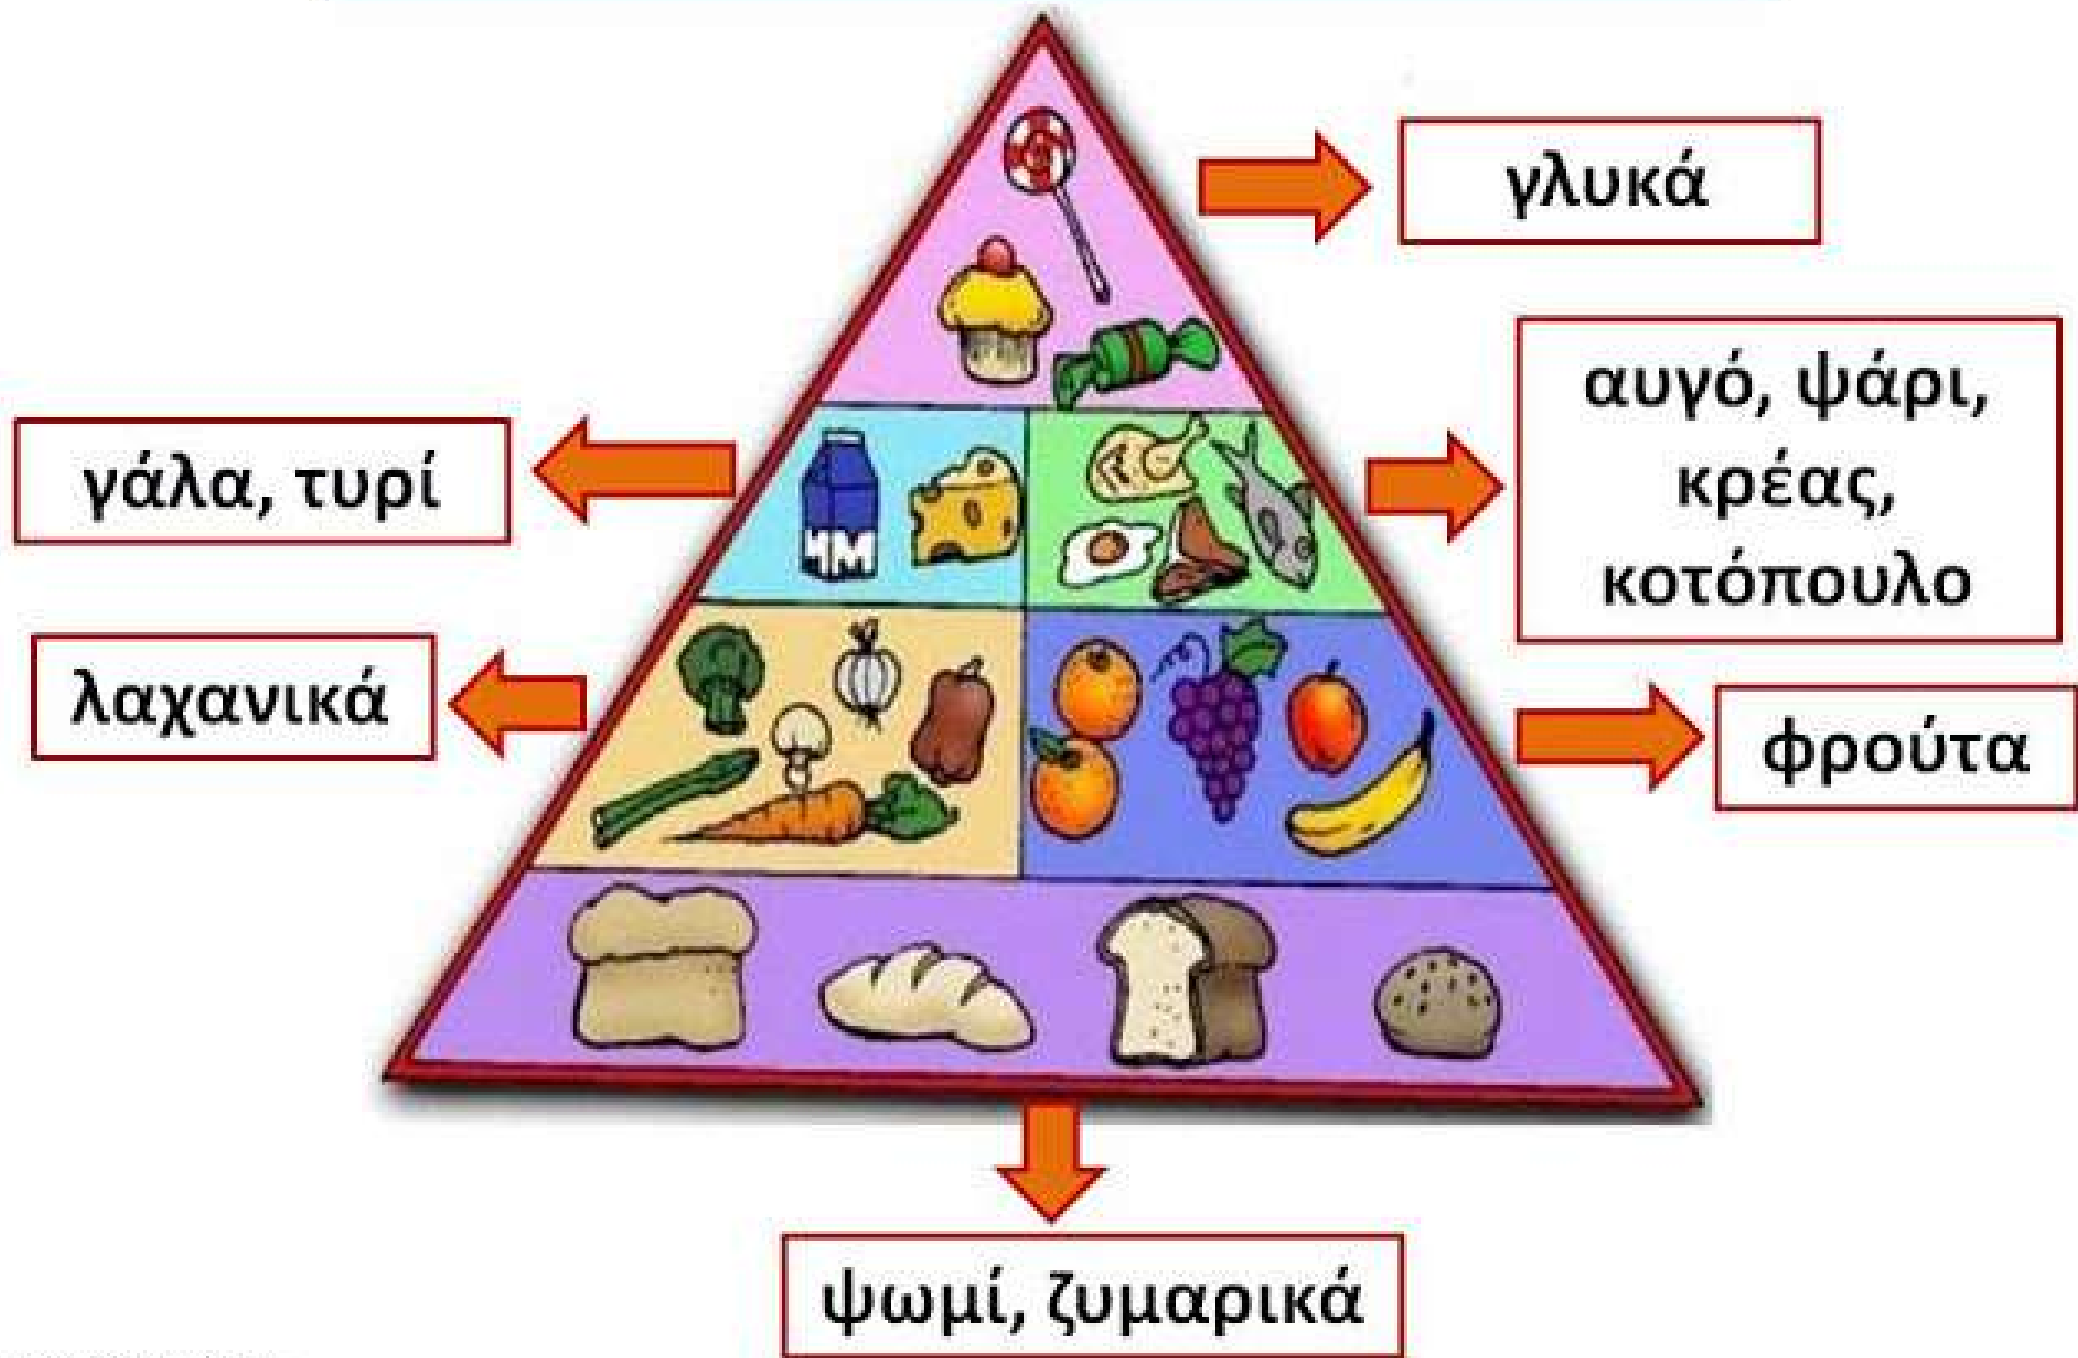 γλυκά
αυγό, ψάρι,
κρέας,
κοτόπουλο
γάλα, τυρί
λαχανικά
φρούτα
ψωμί, ζυμαρικά